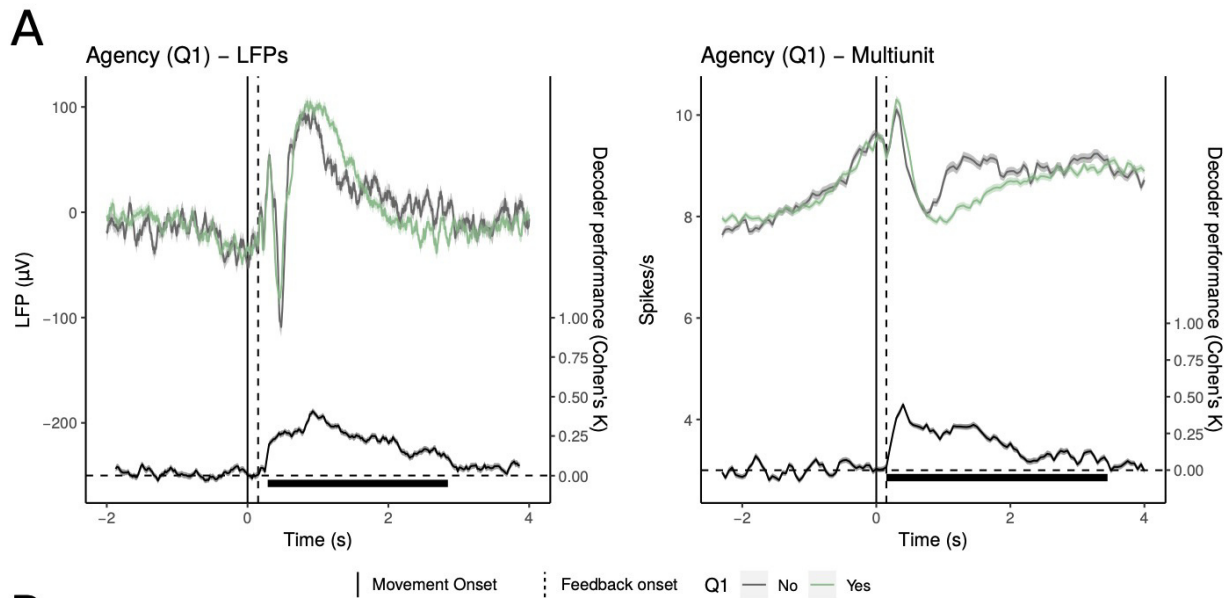 A
Agency (Q1) – LFPs
100
0
−100
−200
LFP (µV)
1.00
0.75
0.50
0.25
0.00
Decoder performance (Cohen's K)
−2 0 2 4
Time (s)
Agency (Q1) – Multiunit
10
8
6
4
Spikes/s
1.00
0.75
0.50
0.25
0.00
Decoder performance (Cohen's K)
−2 0 2 4
Time (s)
Movement Onset Feedback onset Q1 No Yes